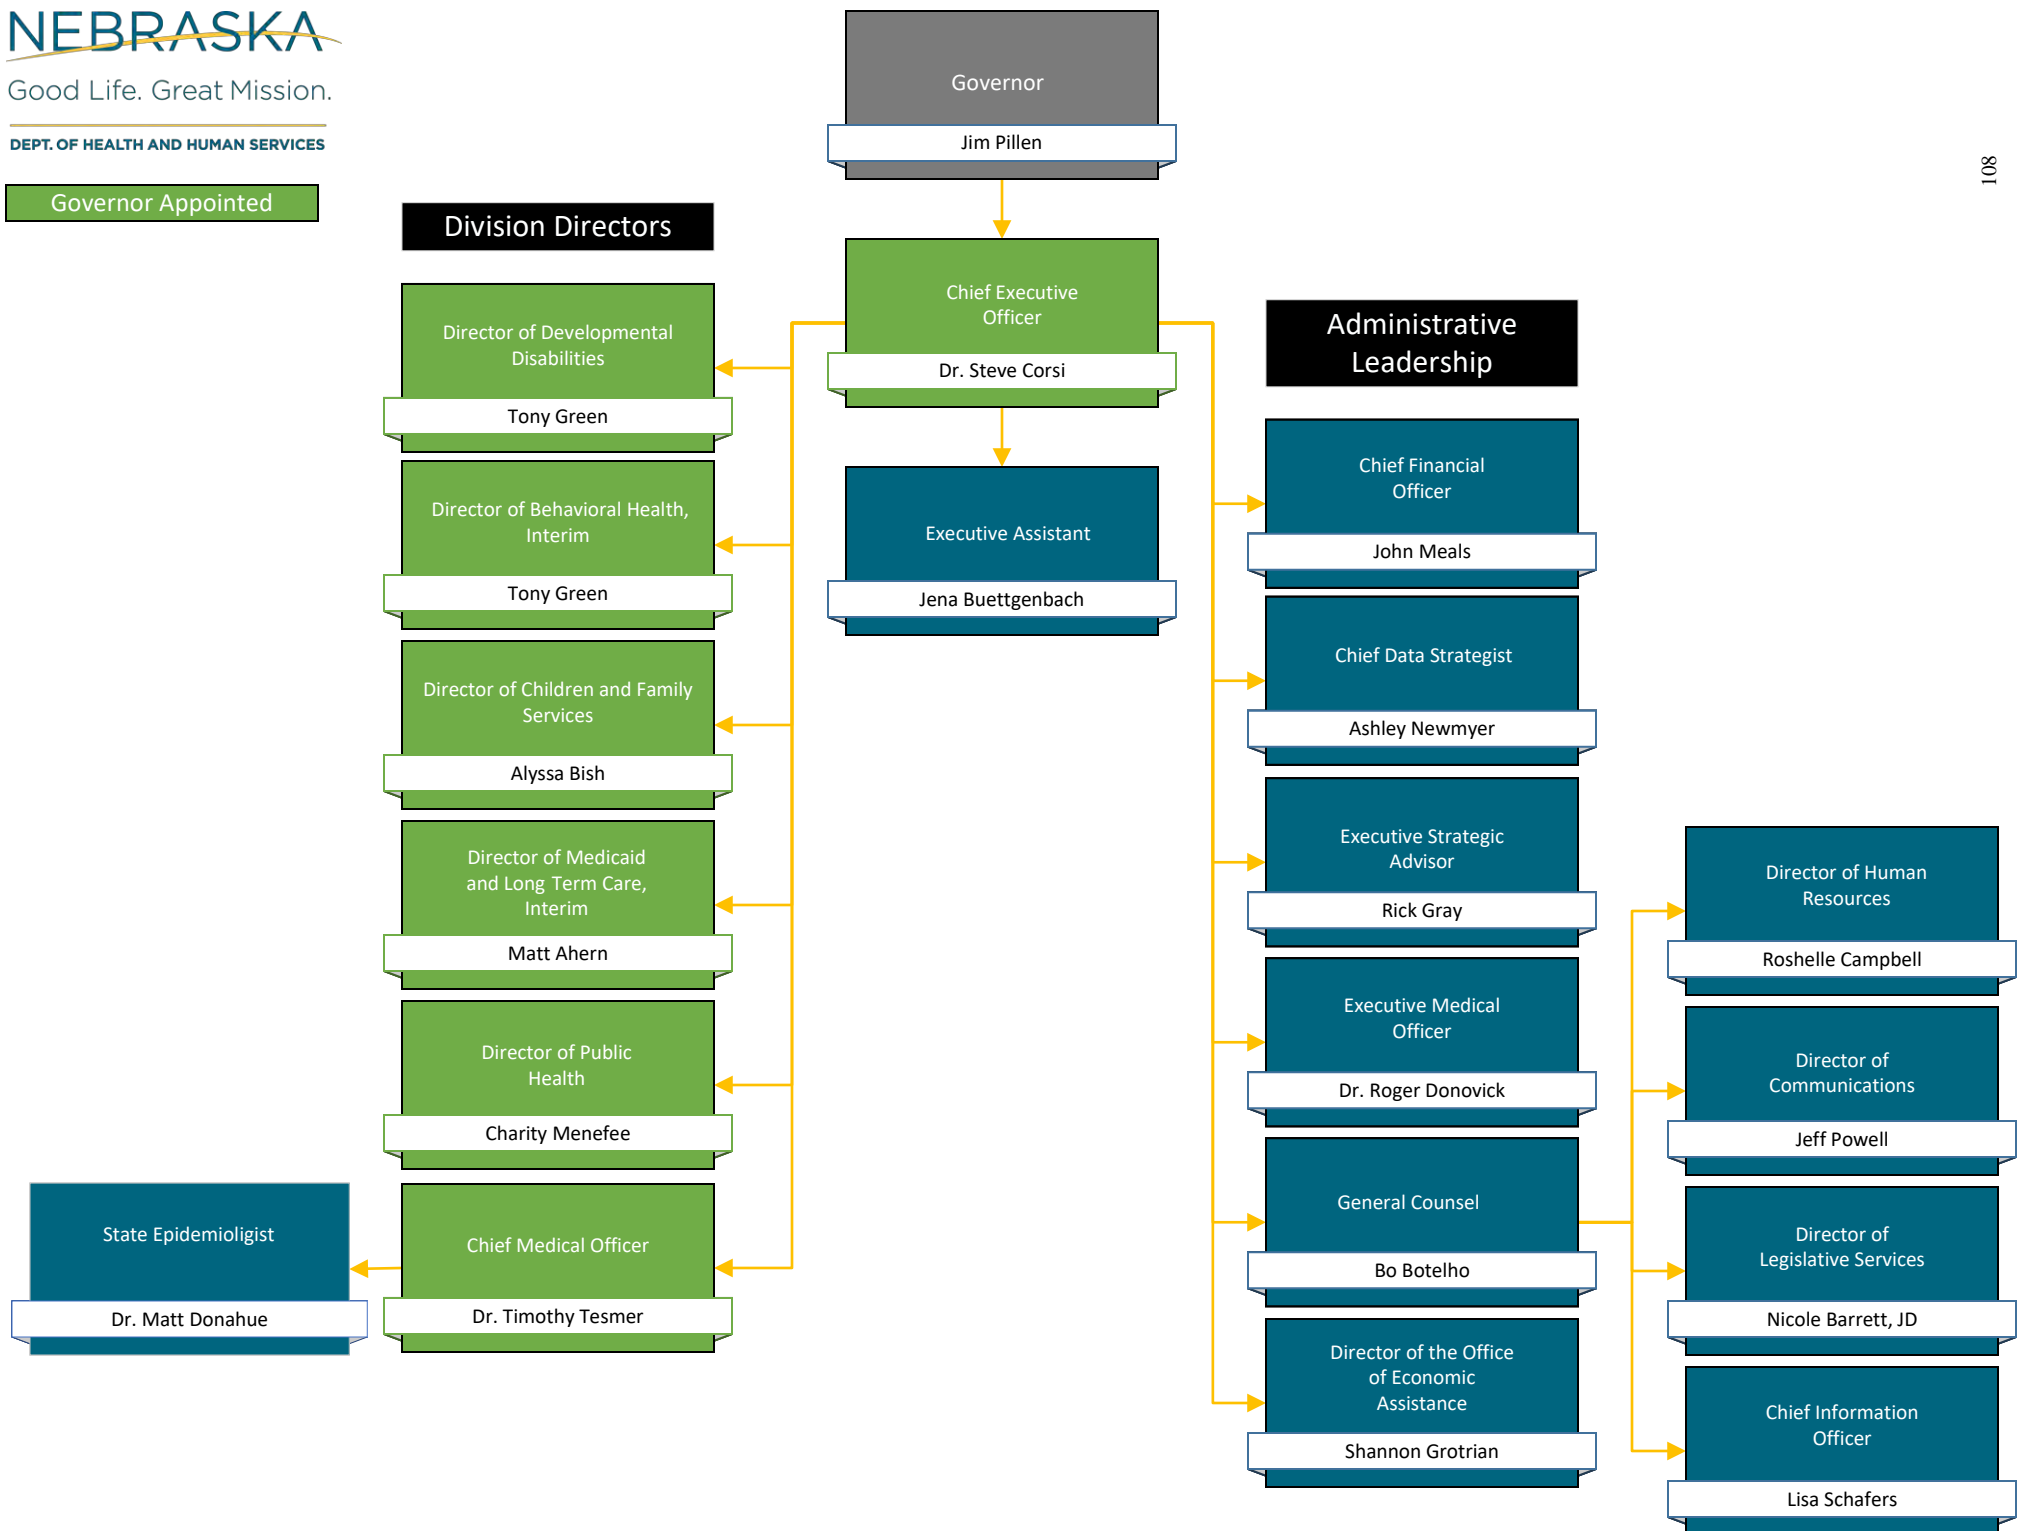 NEBRASKA
Good Life. Great Mission.
DEPT. OF HEALTH AND HUMAN SERVICES
Governor Appointed
108
Governor
Jim Pillen
Chief Executive
Officer
Dr. Steve Corsi
Executive Assistant
Jena Buettgenbach
Division Directors
Director of Developmental
Disabilities
Tony Green
Director of Behavioral Health,
Interim
Tony Green
Director of Children and Family
Services
Alyssa Bish
Director of Medicaid
and Long Term Care,
Interim
Matt Ahern
Director of Public
Health
Charity Menefee
Chief Medical Officer
Dr. Timothy Tesmer
State Epidemioligist
Dr. Matt Donahue
Administrative
Leadership
Chief Financial
Officer
John Meals
Chief Data Strategist
Ashley Newmyer
Executive Strategic
Advisor
Rick Gray
Executive Medical
Officer
Dr. Roger Donovick
General Counsel
Bo Botelho
Director of the Office
of Economic
Assistance
Shannon Grotrian
Director of Human
Resources
Roshelle Campbell
Director of
Communications
Jeff Powell
Director of
Legislative Services
Nicole Barrett, JD
Chief Information
Officer
Lisa Schafers